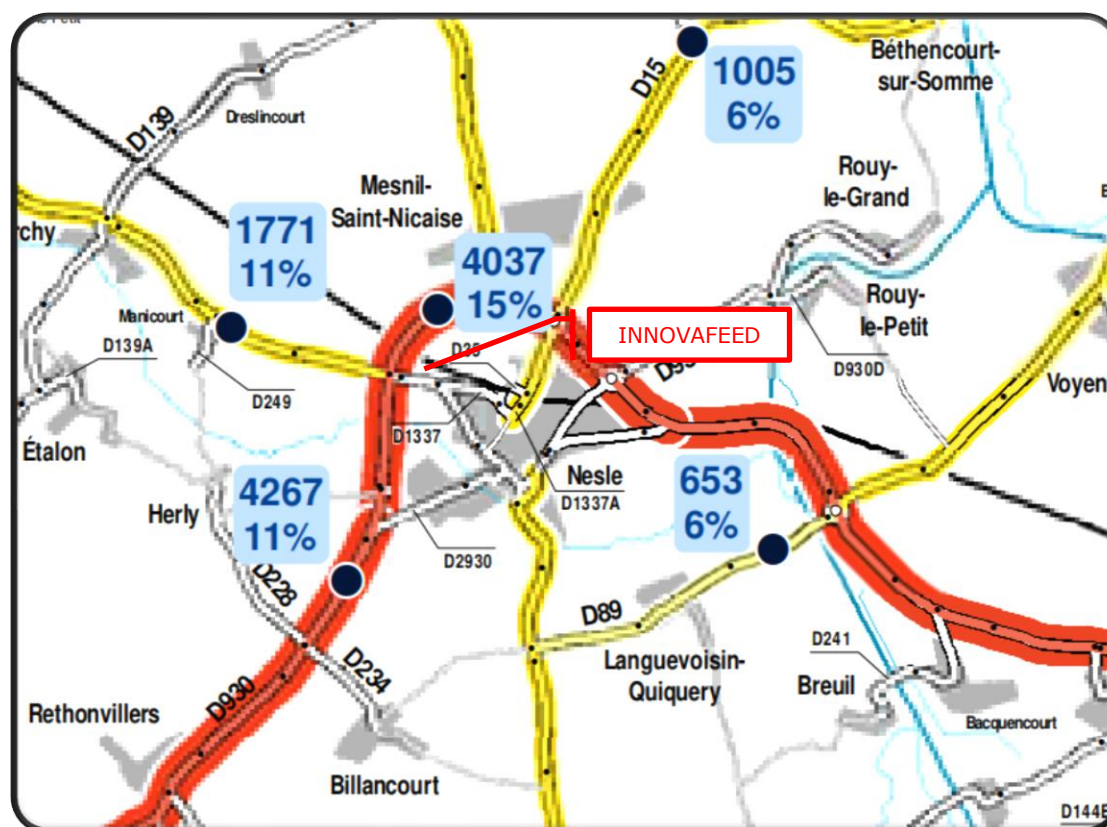 D15
1005
6%
Béthencourt-
sur-Somme
D139
Dreslincourt
Mesnil-
Saint-Nicaise
Rouy-
le-Grand
1771
11%
4037
15%
INNOVAFEED
Rouy-
le-Petit
Manicourt
D139A
D249
D35
D930D
Voyen
D1337
Étalon
Nesle
D1337A
4267
11%
653
6%
Herly
D2930
D228
D89
D241
D234
Languevoisin-
Quiquery
Breuil
D930
Rethonvillers
Bacquencourt
Billancourt